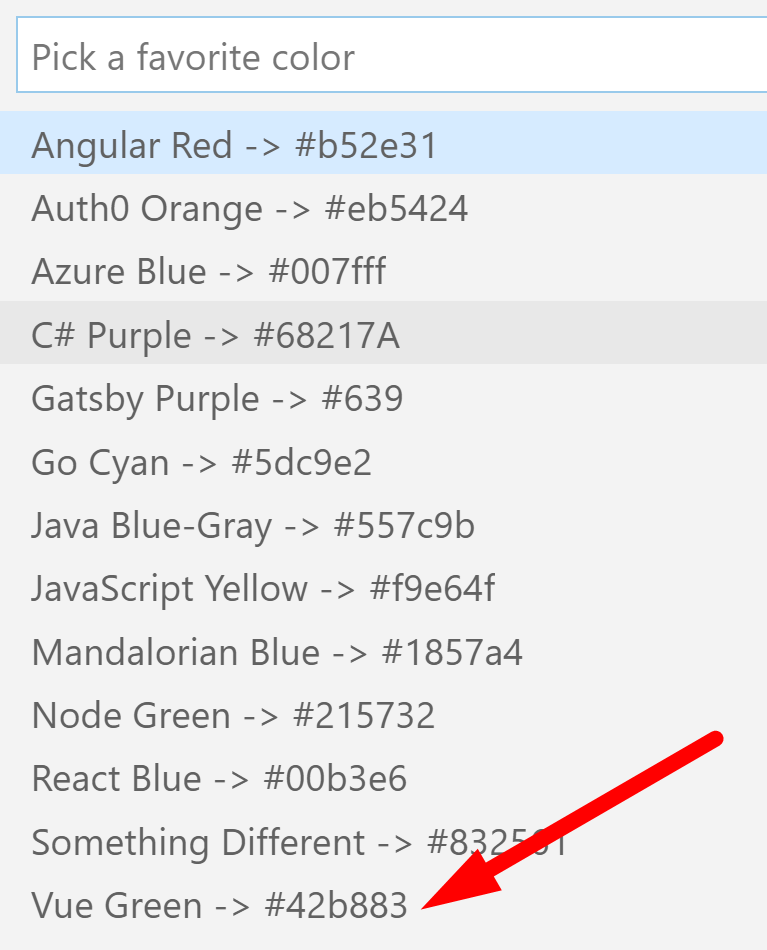 Pick a favorite color
Angular Red -> #b52e31
Auth0 Orange -> #eb5424
Azure Blue -> #007fff
C# Purple -> #68217A
Gatsby Purple -> #639
Go Cyan -> #5dc9e2
Java Blue-Gray -> #557c9b
JavaScript Yellow -> #f9e64f
Mandalorian Blue -> #1857a4
Node Green -> #215732
React Blue -> #00b3e6
Something Different -> #832561
Vue Green -> #42b883